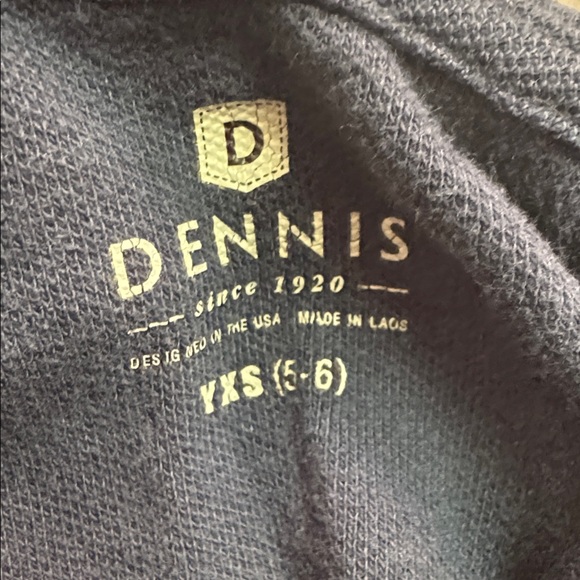 D
DENNIS
since 1920
DESIGNED IN THE USA MADE IN LAOS
YXS (5-6)